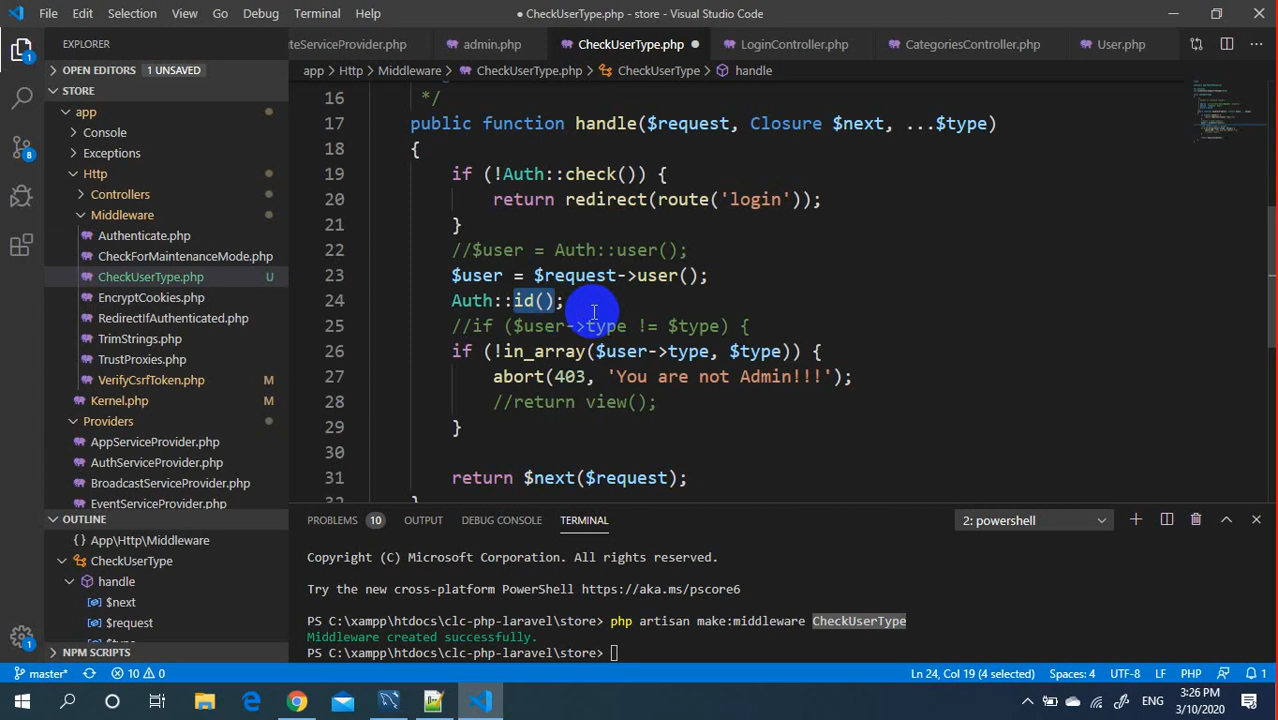 File Edit Selection View Go Debug Terminal Help
● CheckUserType.php - store - Visual Studio Code
EXPLORER
OPEN EDITORS 1 UNSAVED
STORE
app
Console
Exceptions
Http
Controllers
Middleware
Authenticate.php
CheckForMaintenanceMode.php
CheckUserType.php U
EncryptCookies.php
RedirectIfAuthenticated.php
TrimStrings.php
TrustProxies.php
VerifyCsrfToken.php M
Kernel.php M
Providers
AppServiceProvider.php
AuthServiceProvider.php
BroadcastServiceProvider.php
EventServiceProvider.php
OUTLINE
{} App\Http\Middleware
CheckUserType
handle
$next
$request
$type
NPM SCRIPTS
1
8
teServiceProvider.php admin.php CheckUserType.php ● LoginController.php CategoriesController.php User.php
app > Http > Middleware > CheckUserType.php > CheckUserType > handle
16 */
17 public function handle($request, Closure $next, ...$type)
18 {
19 if (!Auth::check()) {
20 return redirect(route('login'));
21 }
22 //$user = Auth::user();
23 $user = $request->user();
24 Auth::id();
25 //if ($user->type != $type) {
26 if (!in_array($user->type, $type)) {
27 abort(403, 'You are not Admin!!!');
28 //return view();
29 }
30
31 return $next($request);
32 }
PROBLEMS 10 OUTPUT DEBUG CONSOLE TERMINAL 2: powershell
Copyright (C) Microsoft Corporation. All rights reserved.
Try the new cross-platform PowerShell https://aka.ms/pscore6
PS C:\xampp\htdocs\clc-php-laravel\store> php artisan make:middleware CheckUserType
Middleware created successfully.
PS C:\xampp\htdocs\clc-php-laravel\store>
master* 10 0 Ln 24, Col 19 (4 selected) Spaces: 4 UTF-8 LF PHP 1
ENG 3:26 PM
3/10/2020